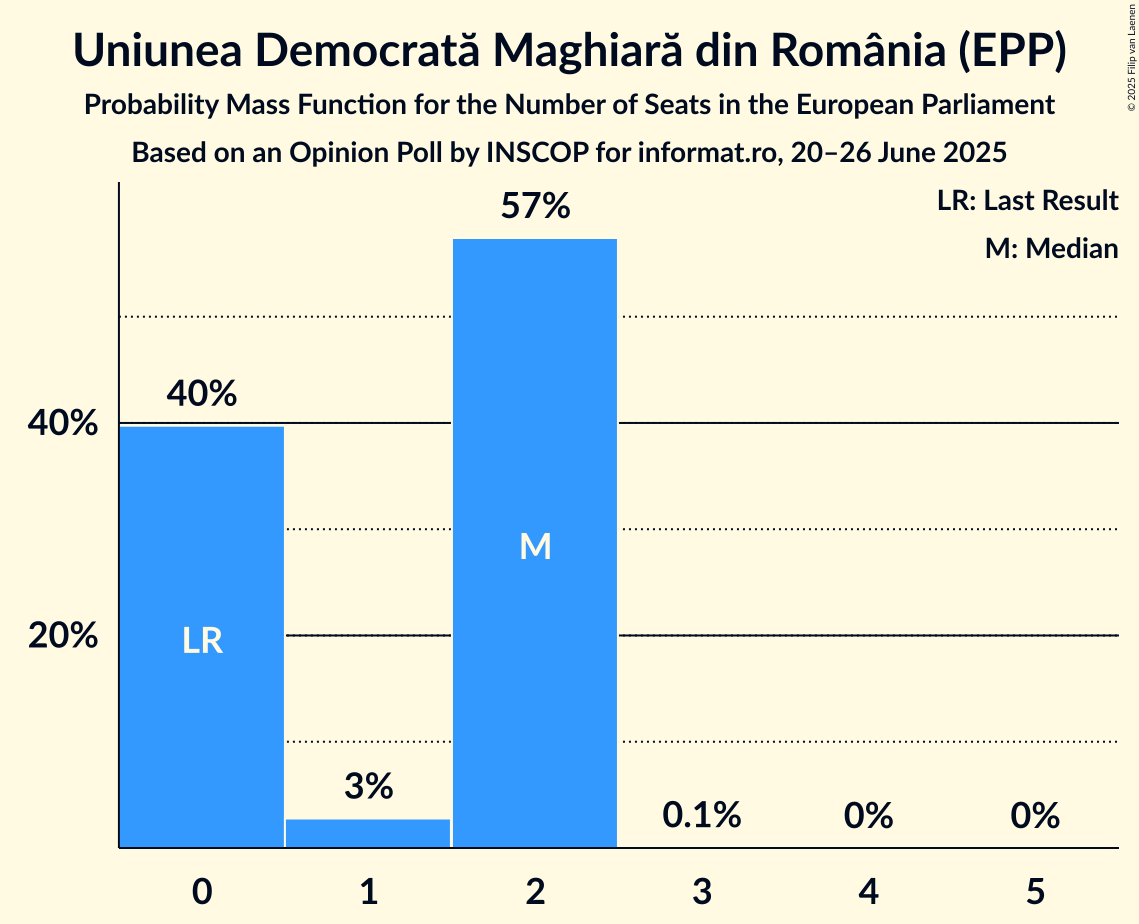 Uniunea Democrată Maghiară din România (EPP)
Probability Mass Function for the Number of Seats in the European Parliament
Based on an Opinion Poll by INSCOP for informat.ro, 20–26 June 2025
© 2025 Filip van Laenen
LR: Last Result
M: Median
57%
40%
40%
M
20%
LR
3%
0.1%
0%
0%
0
1
2
3
4
5